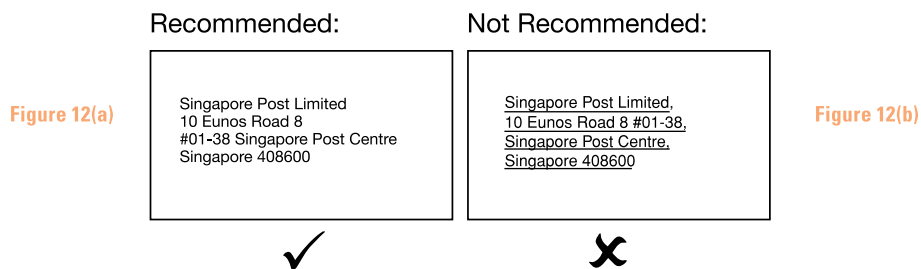 Recommended:
Not Recommended:
Figure 12(a)
Singapore Post Limited
10 Eunos Road 8
#01-38 Singapore Post Centre
Singapore 408600
Singapore Post Limited,
10 Eunos Road 8 #01-38,
Singapore Post Centre,
Singapore 408600
Figure 12(b)